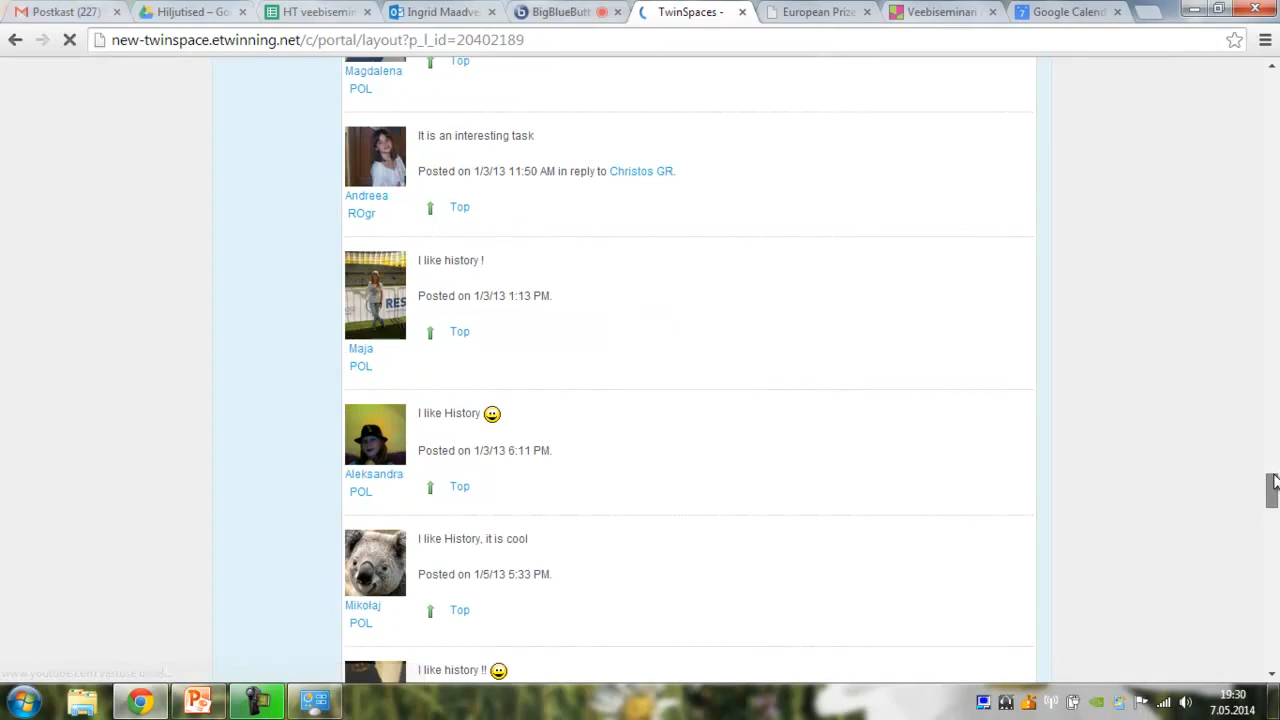 Postkast (227)
Hiljutised – Go
HT veebisemin
Ingrid Maadve
BigBlueButt
TwinSpaces -
European Prize
Veebiseminari
Google Calen
new-twinspace.etwinning.net/c/portal/layout?p_l_id=20402189
Top
Magdalena
POL
It is an interesting task
Posted on 1/3/13 11:50 AM in reply to Christos GR.
Andreea
ROgr
Top
I like history !
Posted on 1/3/13 1:13 PM.
RES
Top
Maja
POL
I like History
Posted on 1/3/13 6:11 PM.
Aleksandra
POL
Top
I like History, it is cool
Posted on 1/5/13 5:33 PM.
Mikołaj
POL
Top
I like history !!
19:30
7.05.2014